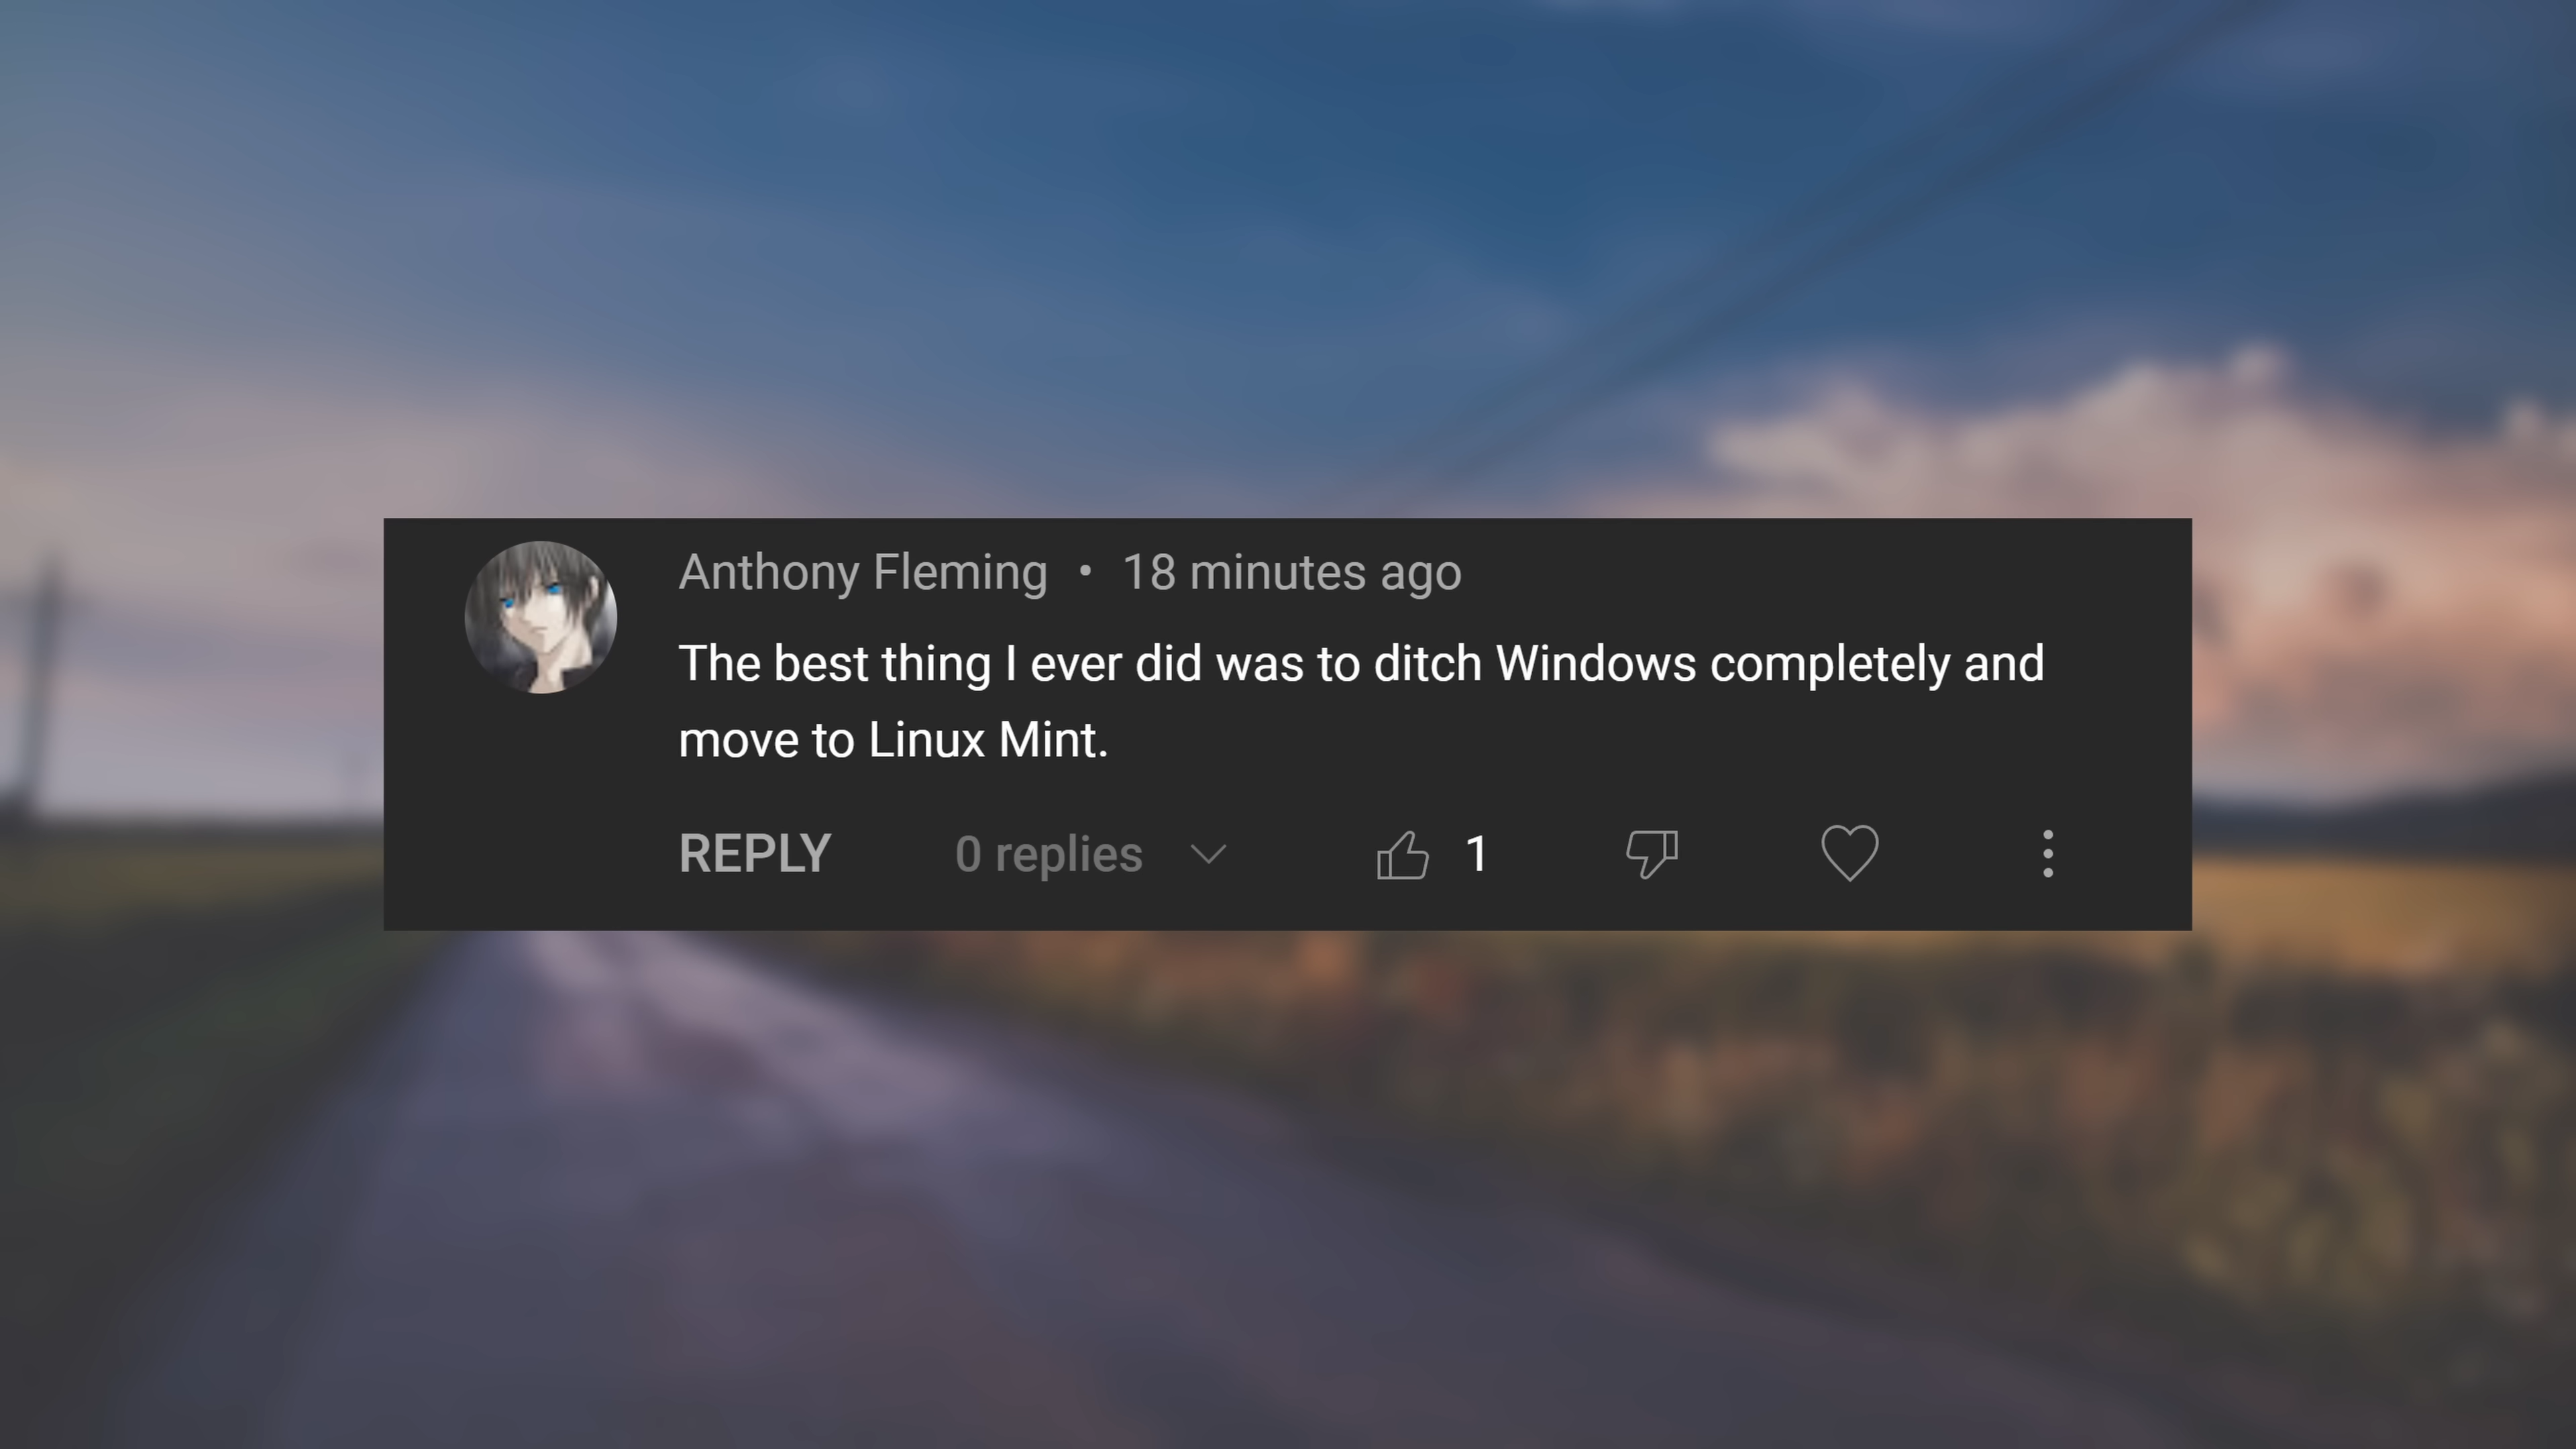 Anthony Fleming • 18 minutes ago
The best thing I ever did was to ditch Windows completely and
move to Linux Mint.
REPLY 0 replies 1